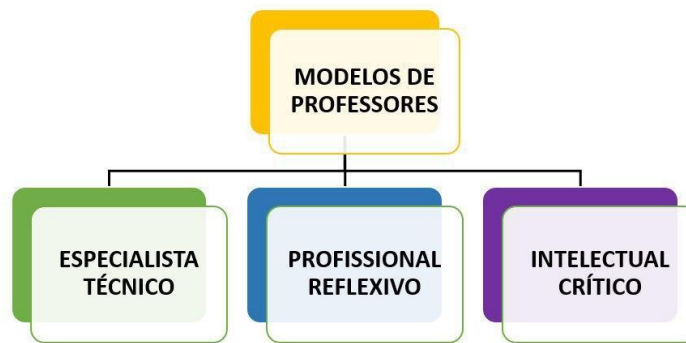 MODELOS DE
PROFESSORES
ESPECIALISTA
TÉCNICO
PROFISSIONAL
REFLEXIVO
INTELECTUAL
CRÍTICO